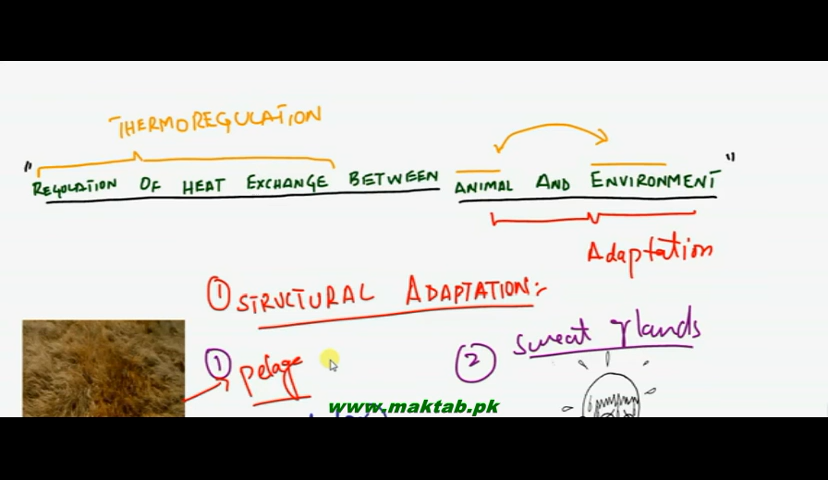 THERMOREGULATION
"REGULATION OF HEAT EXCHANGE BETWEEN ANIMAL AND ENVIRONMENT"
Adaptation
① STRUCTURAL ADAPTATION:-
① Pelage
② Sweat glands
www.maktab.pk